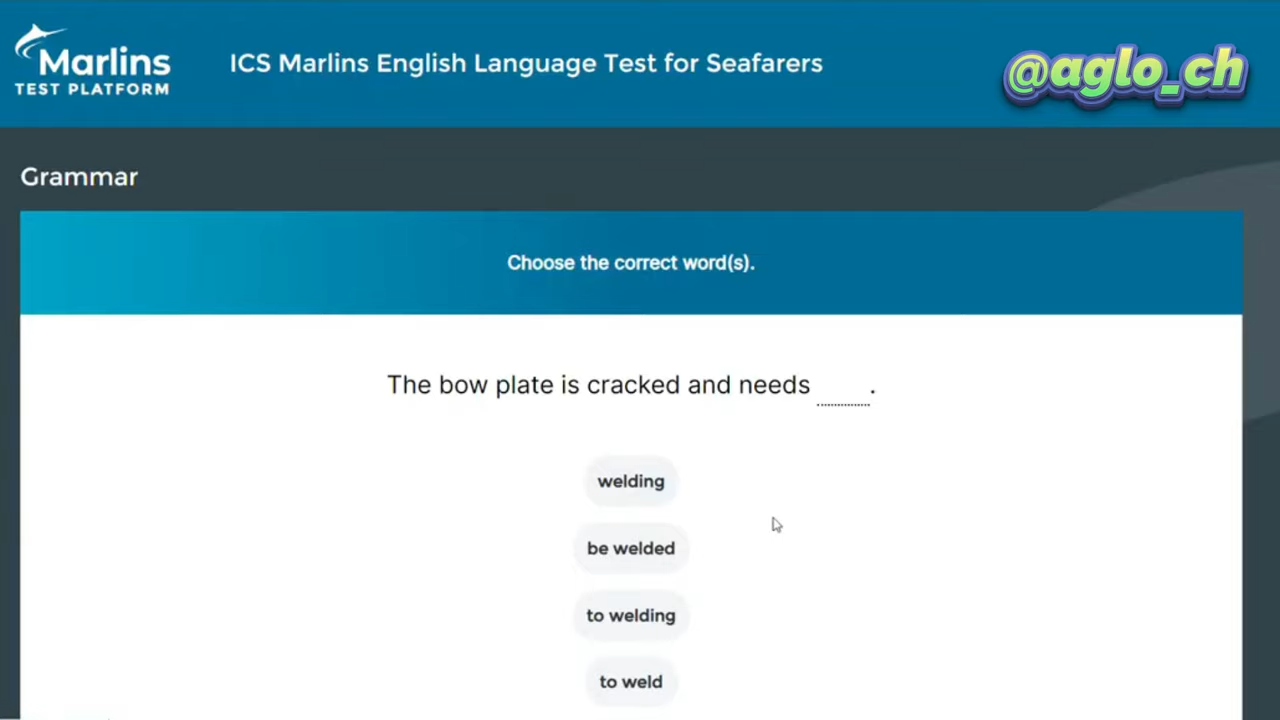 Marlins
TEST PLATFORM
ICS Marlins English Language Test for Seafarers
@aglo_ch
Grammar
Choose the correct word(s).
The bow plate is cracked and needs .
welding
be welded
to welding
to weld